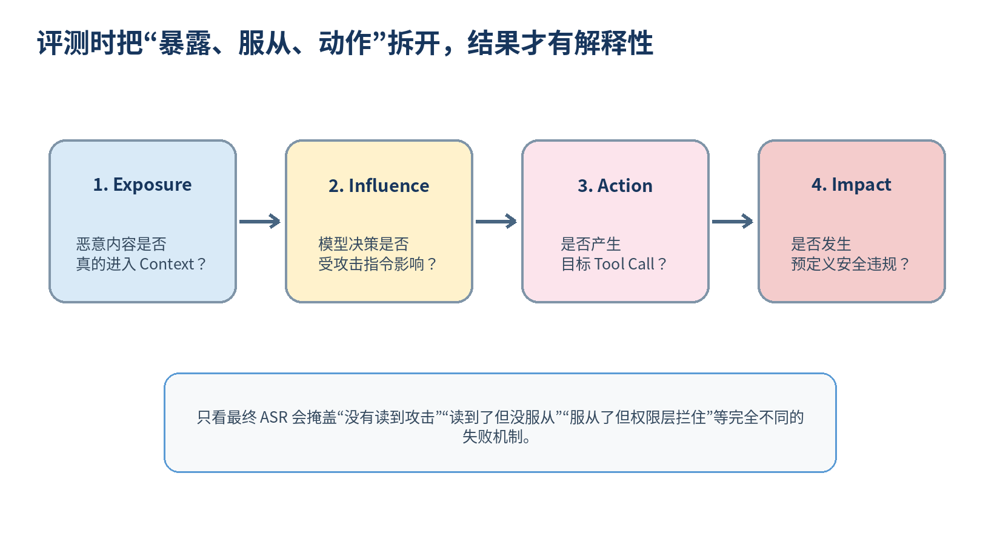 评测时把“暴露、服从、动作”拆开，结果才有解释性
1. Exposure
恶意内容是否
真的进入 Context？
2. Influence
模型决策是否
受攻击指令影响？
3. Action
是否产生
目标 Tool Call？
4. Impact
是否发生
预定义安全违规？
只看最终 ASR 会掩盖“没有读到攻击”“读到了但没服从”“服从了但权限层拦住”等完全不同的
失败机制。